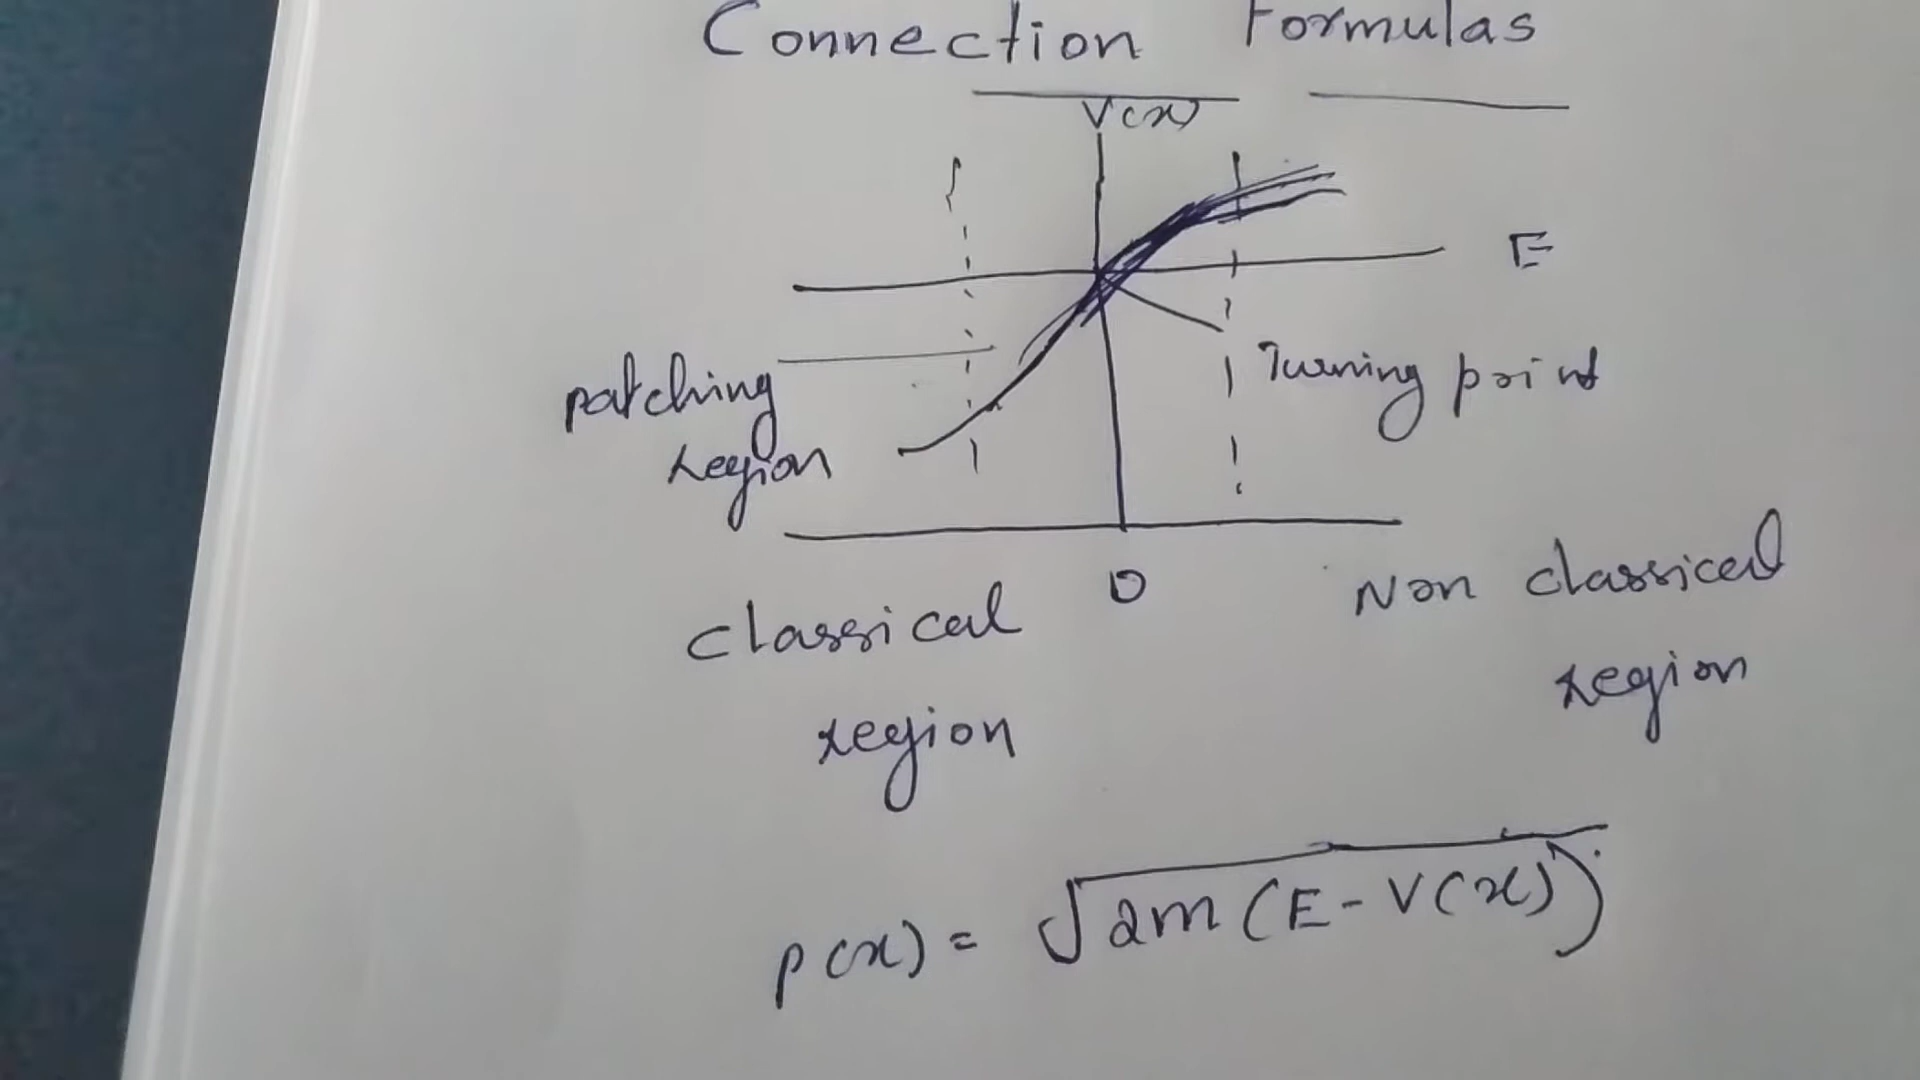 Connection Formulas
V(x)
E
Turning point
patching
region
0
classical
region
Non classical
region
p(x) = √2m(E-V(x))